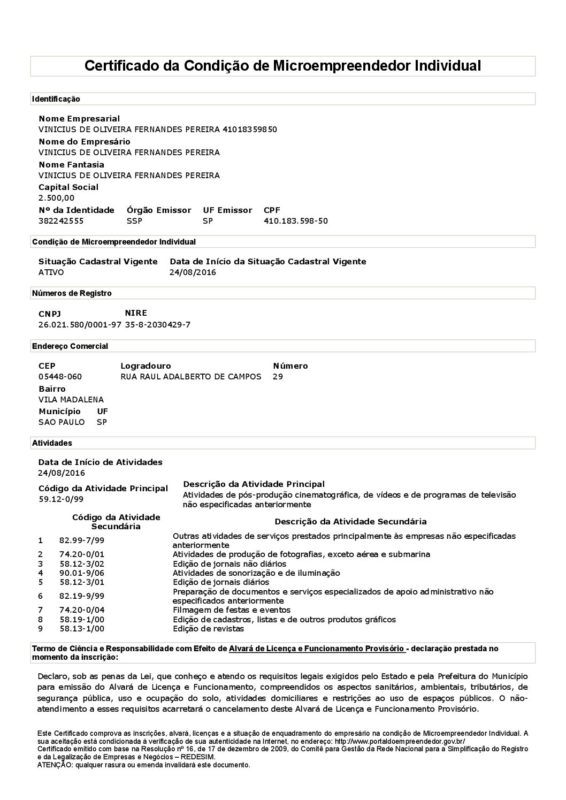 Certificado da Condição de Microempreendedor Individual
Identificação
Nome Empresarial
VINICIUS DE OLIVEIRA FERNANDES PEREIRA 41018359850
Nome do Empresário
VINICIUS DE OLIVEIRA FERNANDES PEREIRA
Nome Fantasia
VINICIUS DE OLIVEIRA FERNANDES PEREIRA
Capital Social
2.500,00
Nº da Identidade Órgão Emissor UF Emissor CPF
382242555 SSP SP 410.183.598-50
Condição de Microempreendedor Individual
Situação Cadastral Vigente Data de Início da Situação Cadastral Vigente
ATIVO 24/08/2016
Números de Registro
CNPJ NIRE
26.021.580/0001-97 35-8-2030429-7
Endereço Comercial
CEP Logradouro Número
05448-060 RUA RAUL ADALBERTO DE CAMPOS 29
Bairro
VILA MADALENA
Município UF
SAO PAULO SP
Atividades
Data de Início de Atividades
24/08/2016
Código da Atividade Principal Descrição da Atividade Principal
59.12-0/99 Atividades de pós-produção cinematográfica, de vídeos e de programas de televisão
não especificadas anteriormente
Código da Atividade
Secundária Descrição da Atividade Secundária
1 82.99-7/99 Outras atividades de serviços prestados principalmente às empresas não especificadas
anteriormente
2 74.20-0/01 Atividades de produção de fotografias, exceto aérea e submarina
3 58.12-3/02 Edição de jornais não diários
4 90.01-9/06 Atividades de sonorização e de iluminação
5 58.12-3/01 Edição de jornais diários
6 82.19-9/99 Preparação de documentos e serviços especializados de apoio administrativo não
especificados anteriormente
7 74.20-0/04 Filmagem de festas e eventos
8 58.19-1/00 Edição de cadastros, listas e de outros produtos gráficos
9 58.13-1/00 Edição de revistas
Termo de Ciência e Responsabilidade com Efeito de Alvará de Licença e Funcionamento Provisório - declaração prestada no
momento da inscrição:
Declaro, sob as penas da Lei, que conheço e atendo os requisitos legais exigidos pelo Estado e pela Prefeitura do Município
para emissão do Alvará de Licença e Funcionamento, compreendidos os aspectos sanitários, ambientais, tributários, de
segurança pública, uso e ocupação do solo, atividades domiciliares e restrições ao uso de espaços públicos. O não-
atendimento a esses requisitos acarretará o cancelamento deste Alvará de Licença e Funcionamento Provisório.
Este Certificado comprova as inscrições, alvará, licenças e a situação de enquadramento do empresário na condição de Microempreendedor Individual. A
sua aceitação está condicionada à verificação de sua autenticidade na Internet, no endereço: http://www.portaldoempreendedor.gov.br/
Certificado emitido com base na Resolução nº 16, de 17 de dezembro de 2009, do Comitê para Gestão da Rede Nacional para a Simplificação do Registro
e da Legalização de Empresas e Negócios – REDESIM.
ATENÇÃO: qualquer rasura ou emenda invalidará este documento.